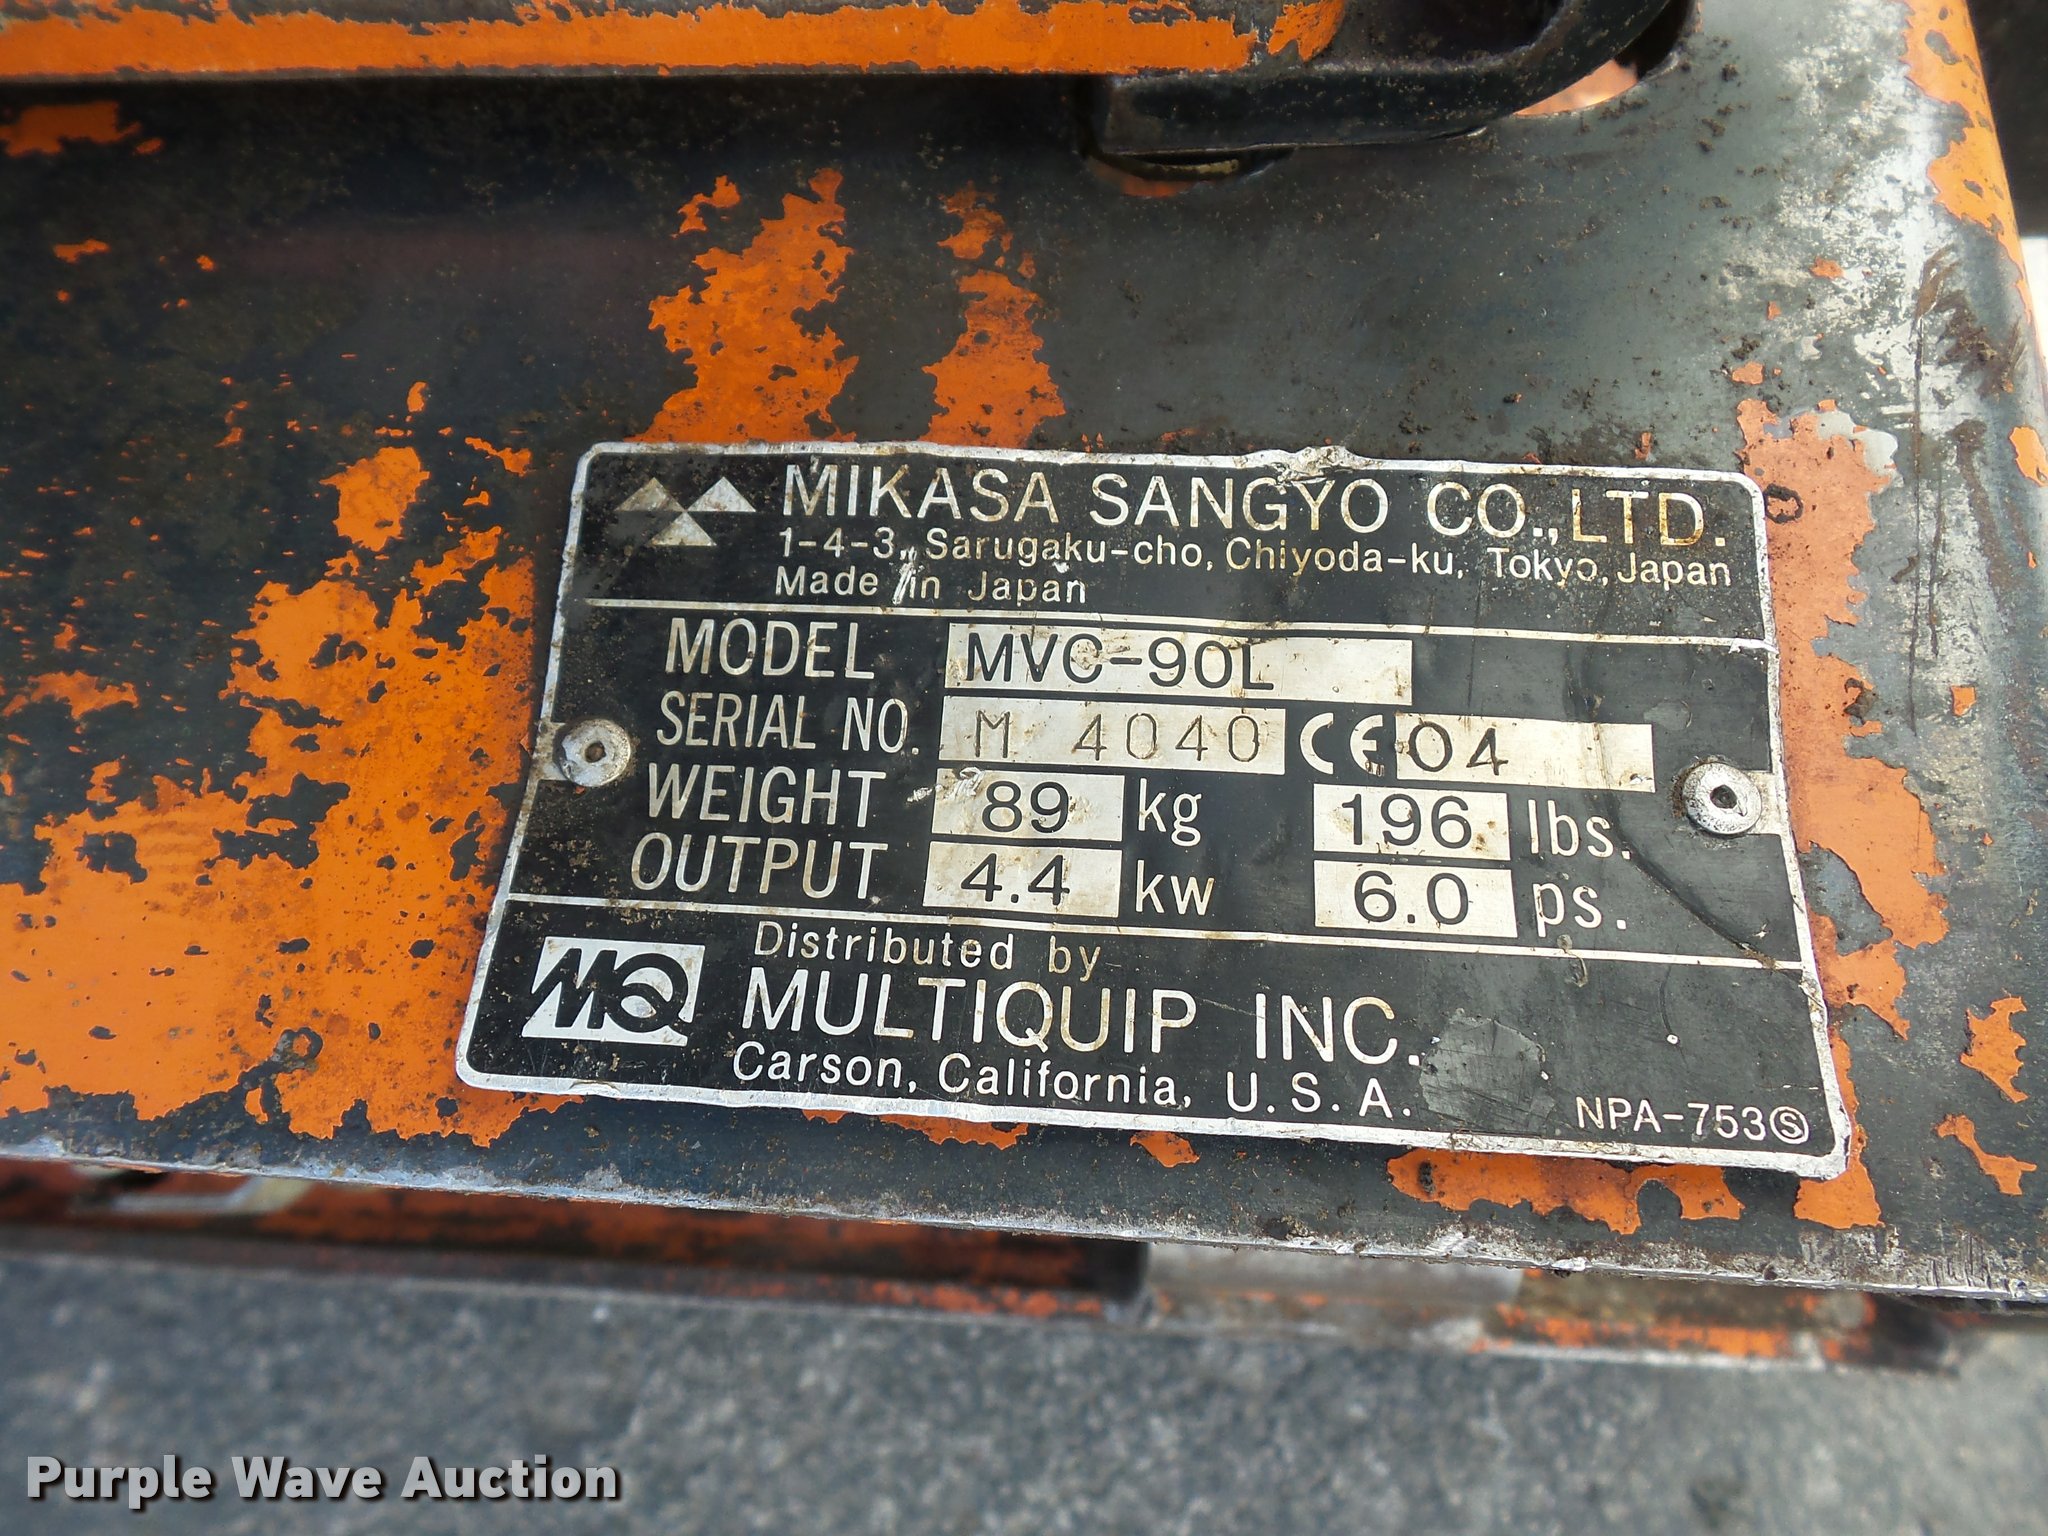 MIKASA SANGYO CO., LTD.
1-4-3, Sarugaku-cho, Chiyoda-ku, Tokyo, Japan
Made in Japan
MODEL MVC-90L
SERIAL NO. M 4040 CE 04
WEIGHT 89 kg 196 lbs.
OUTPUT 4.4 kw 6.0 ps.
MQ
Distributed by
MULTIQUIP INC.
Carson, California, U.S.A.
NPA-753Ⓢ
Purple Wave Auction